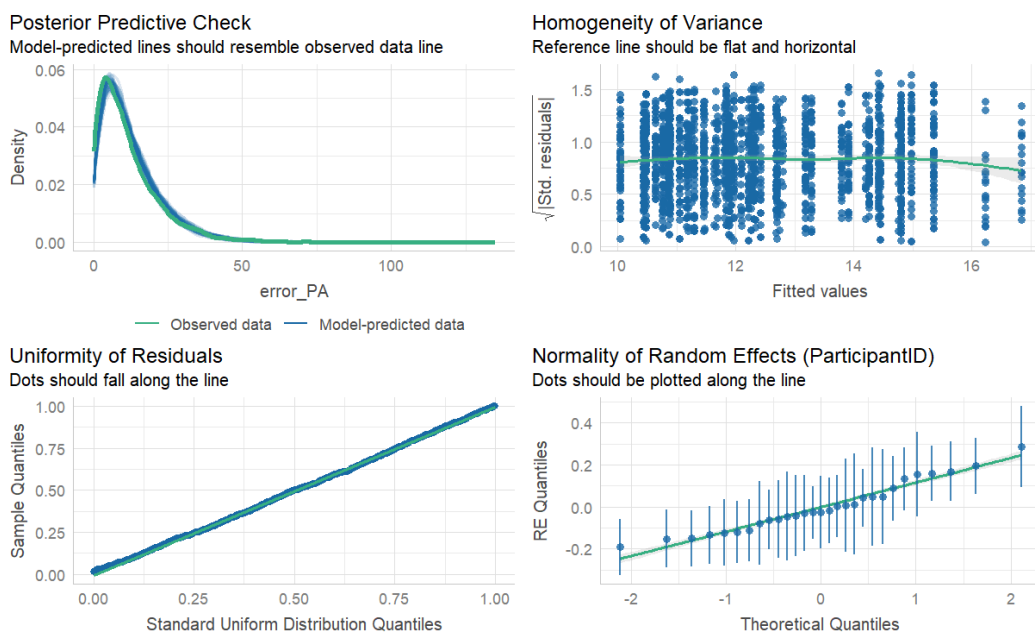 Posterior Predictive Check
Model-predicted lines should resemble observed data line
0.06
0.04
0.02
0.00
Density
0
50
100
error_PA
Observed data
Model-predicted data
Homogeneity of Variance
Reference line should be flat and horizontal
1.5
1.0
0.5
0.0
√|Std. residuals|
10
12
14
16
Fitted values
Uniformity of Residuals
Dots should fall along the line
1.00
0.75
0.50
0.25
0.00
Sample Quantiles
0.00
0.25
0.50
0.75
1.00
Standard Uniform Distribution Quantiles
Normality of Random Effects (ParticipantID)
Dots should be plotted along the line
0.4
0.2
0.0
-0.2
RE Quantiles
-2
-1
0
1
2
Theoretical Quantiles